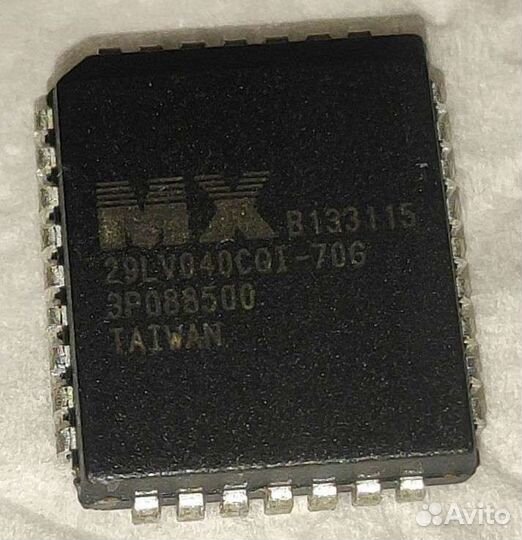 MX B133115
29LV040CQI-70G
3P088500
TAIWAN
Avito